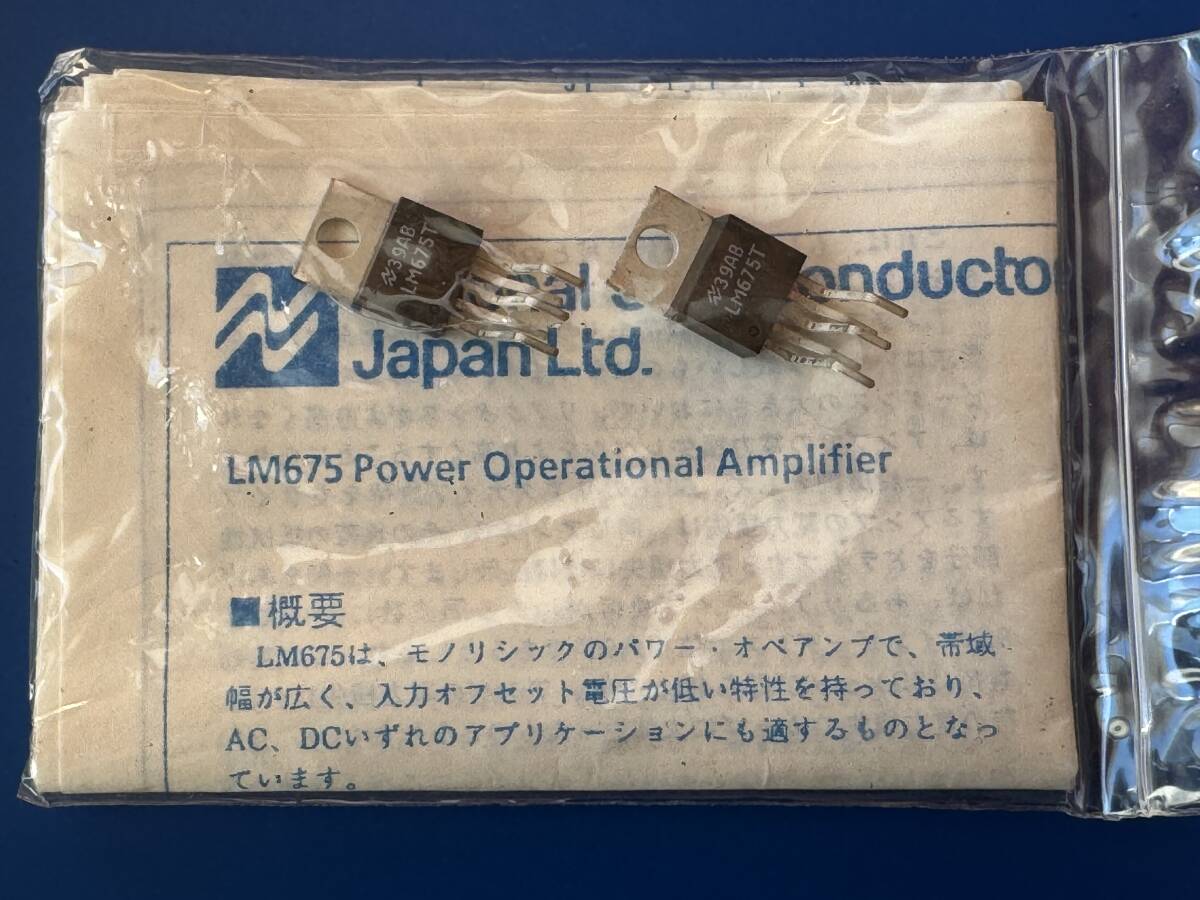 39AB
LM675T
39AB
LM675T
Japan Ltd.
LM675 Power Operational Amplifier
■概要
LM675は、モノリシックのパワー・オペアンプで、帯域
幅が広く、入力オフセット電圧が低い特性を持っており、
AC、DCいずれのアプリケーションにも適するものとなっ
ています。